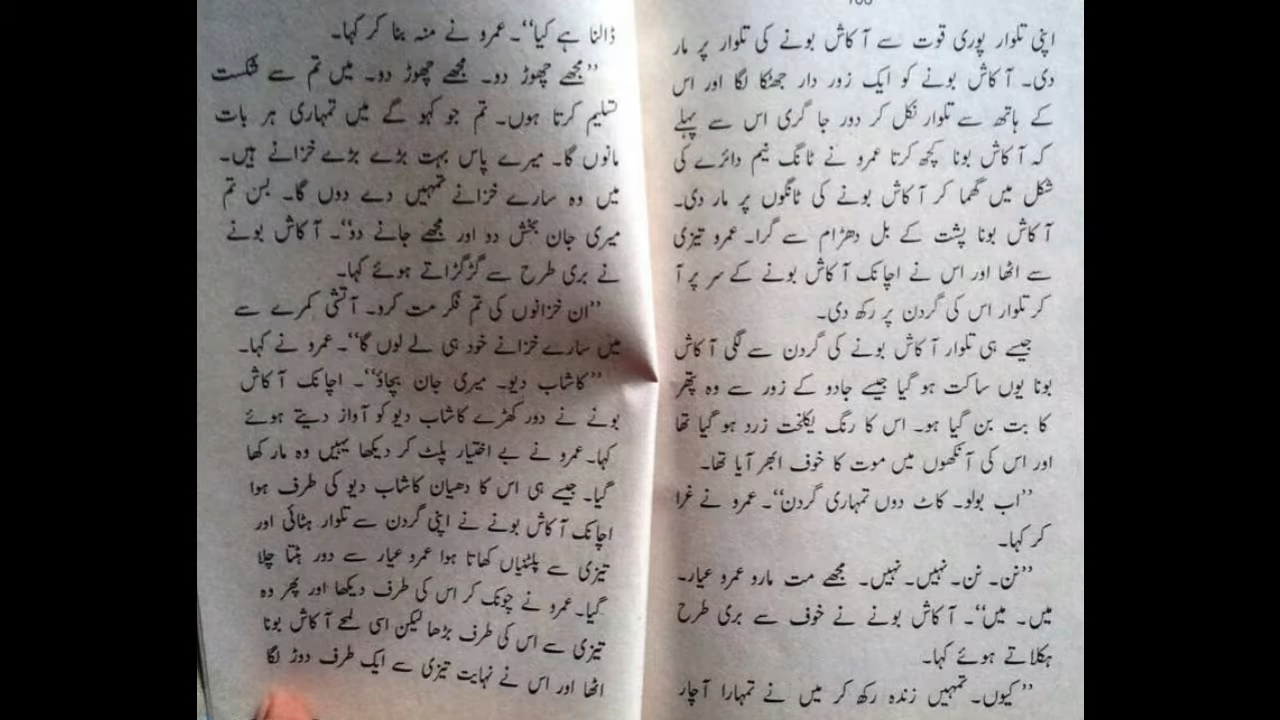 اپنی تلوار پوری قوت سے آکاش بونے کی تلوار پر مار
دی۔ آکاش بونے کو ایک زور دار جھٹکا لگا اور اس
کے ہاتھ سے تلوار نکل کر دور جا گری اس سے پہلے
کہ آکاش بونا کچھ کرتا عمرو نے ٹانگ نیم دائرے کی
شکل میں گھما کر آکاش بونے کی ٹانگوں پر مار دی۔
آکاش بونا پشت کے بل دھڑام سے گرا۔ عمرو تیزی
سے اٹھا اور اس نے اچانک آکاش بونے کے سر پر آ
کر تلوار اس کی گردن پر رکھ دی۔
جیسے ہی تلوار آکاش بونے کی گردن سے لگی آکاش
بونا یوں ساکت ہو گیا جیسے جادو کے زور سے وہ پتھر
کا بت بن گیا ہو۔ اس کا رنگ یکلخت زرد ہو گیا تھا
اور اس کی آنکھوں میں موت کا خوف ابھر آیا تھا۔
”اب بولو۔ کاٹ دوں تمہاری گردن“۔ عمرو نے غرا
کر کہا۔
”نن۔ نن۔ نہیں۔ نہیں۔ مجھے مت مارو عمرو عیار۔
میں۔ میں“۔ آکاش بونے نے خوف سے بری طرح
ہکلاتے ہوئے کہا۔
”کیوں۔ تمہیں زندہ رکھ کر میں نے تمہارا آچار
ڈالنا ہے کیا“۔ عمرو نے منہ بنا کر کہا۔
”مجھے چھوڑ دو۔ مجھے چھوڑ دو۔ میں تم سے شکست
تسلیم کرتا ہوں۔ تم جو کہو گے میں تمہاری ہر بات
مانوں گا۔ میرے پاس بہت بڑے بڑے خزانے ہیں۔
میں وہ سارے خزانے تمہیں دے دوں گا۔ بس تم
میری جان بخش دو اور مجھے جانے دو“۔ آکاش بونے
نے بری طرح سے گڑگڑاتے ہوئے کہا۔
”ان خزانوں کی تم فکر مت کرو۔ آتشی کمرے سے
میں سارے خزانے خود ہی لے لوں گا“۔ عمرو نے کہا۔
”کاشاب دیو۔ میری جان بچاؤ“۔ اچانک آکاش
بونے نے دور کھڑے کاشاب دیو کو آواز دیتے ہوئے
کہا۔ عمرو نے بے اختیار پلٹ کر دیکھا یہیں وہ مار کھا
گیا۔ جیسے ہی اس کا دھیان کاشاب دیو کی طرف ہوا
اچانک آکاش بونے نے اپنی گردن سے تلوار ہٹائی اور
تیزی سے پلٹنیاں کھاتا ہوا عمرو عیار سے دور ہٹتا چلا
گیا۔ عمرو نے چونک کر اس کی طرف دیکھا اور پھر وہ
تیزی سے اس کی طرف بڑھا لیکن اسی لمحے آکاش بونا
اٹھا اور اس نے نہایت تیزی سے ایک طرف دوڑ لگا